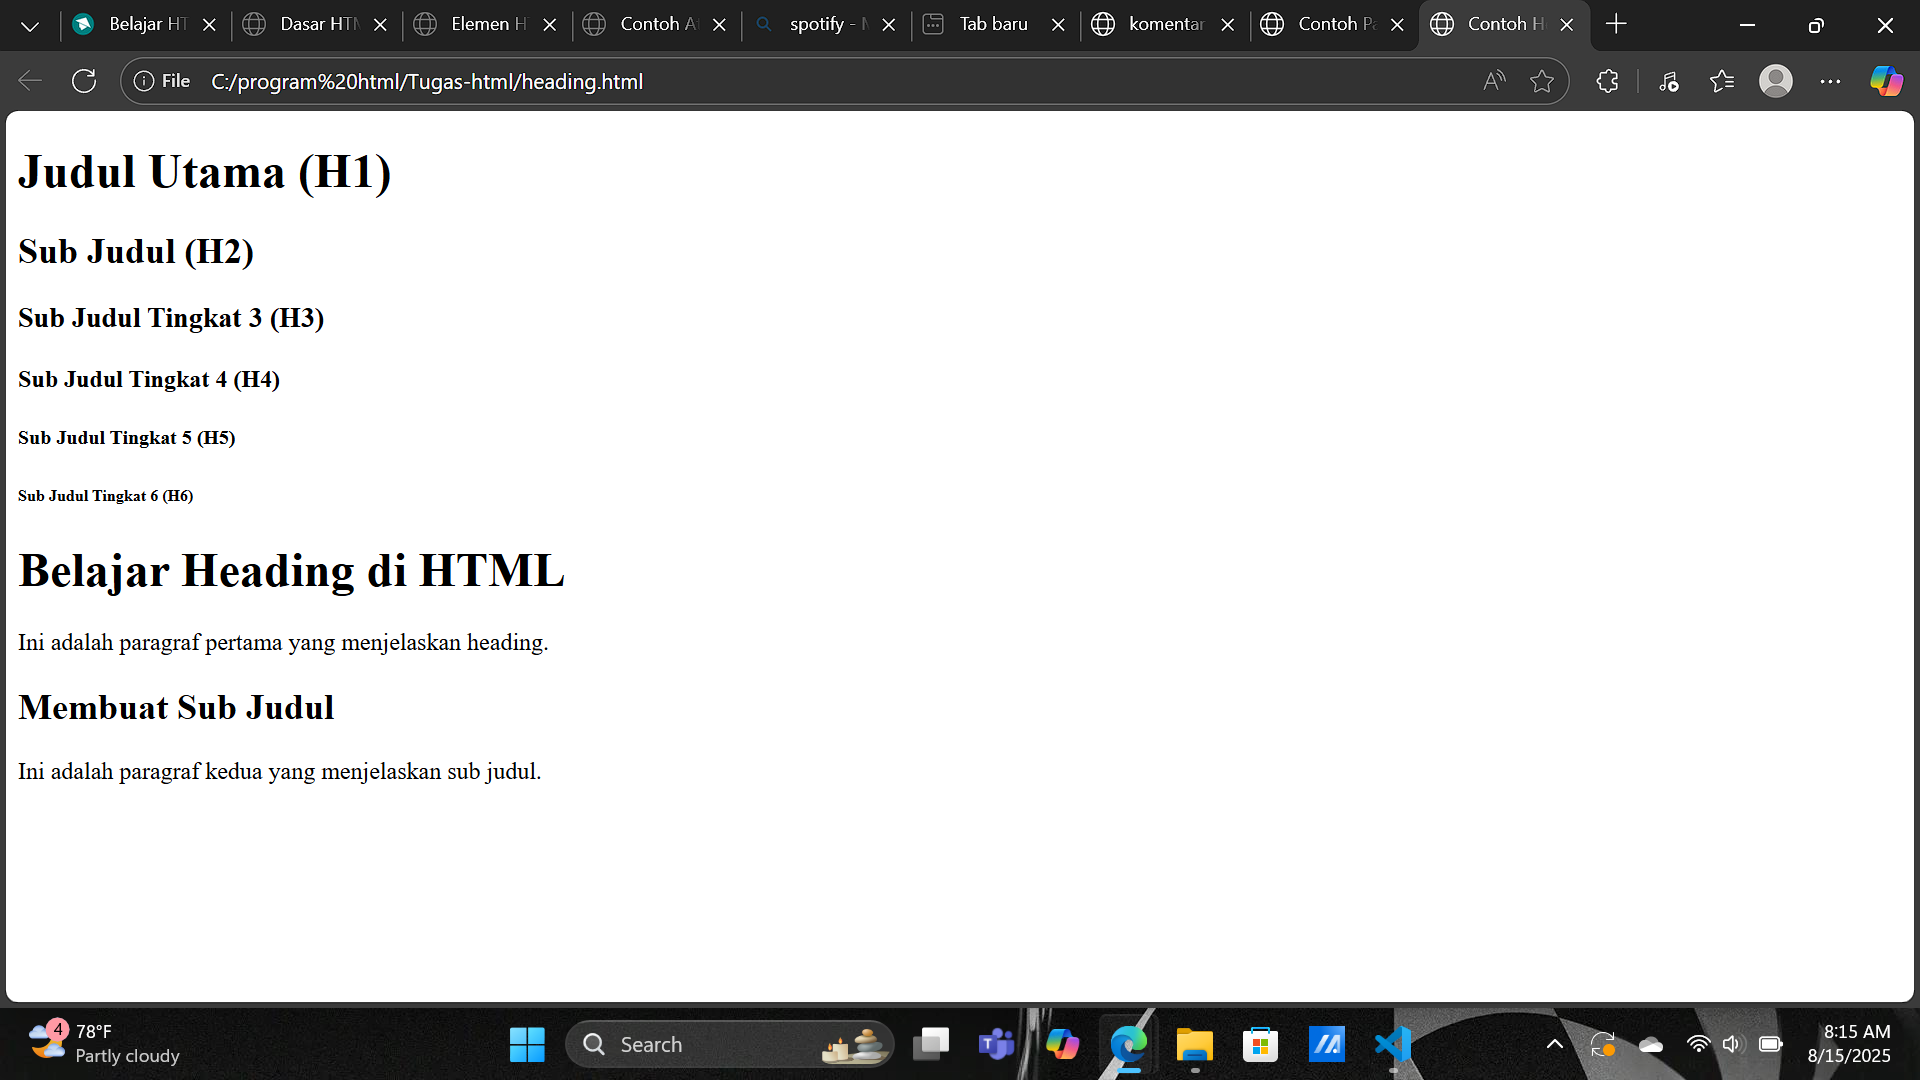 Belajar HT
Dasar HTM
Elemen H
Contoh A
spotify -
Tab baru
komentar
Contoh Pa
Contoh H
File C:/program%20html/Tugas-html/heading.html
Judul Utama (H1)
Sub Judul (H2)
Sub Judul Tingkat 3 (H3)
Sub Judul Tingkat 4 (H4)
Sub Judul Tingkat 5 (H5)
Sub Judul Tingkat 6 (H6)
Belajar Heading di HTML
Ini adalah paragraf pertama yang menjelaskan heading.
Membuat Sub Judul
Ini adalah paragraf kedua yang menjelaskan sub judul.
4
78°F
Partly cloudy
Search
8:15 AM
8/15/2025